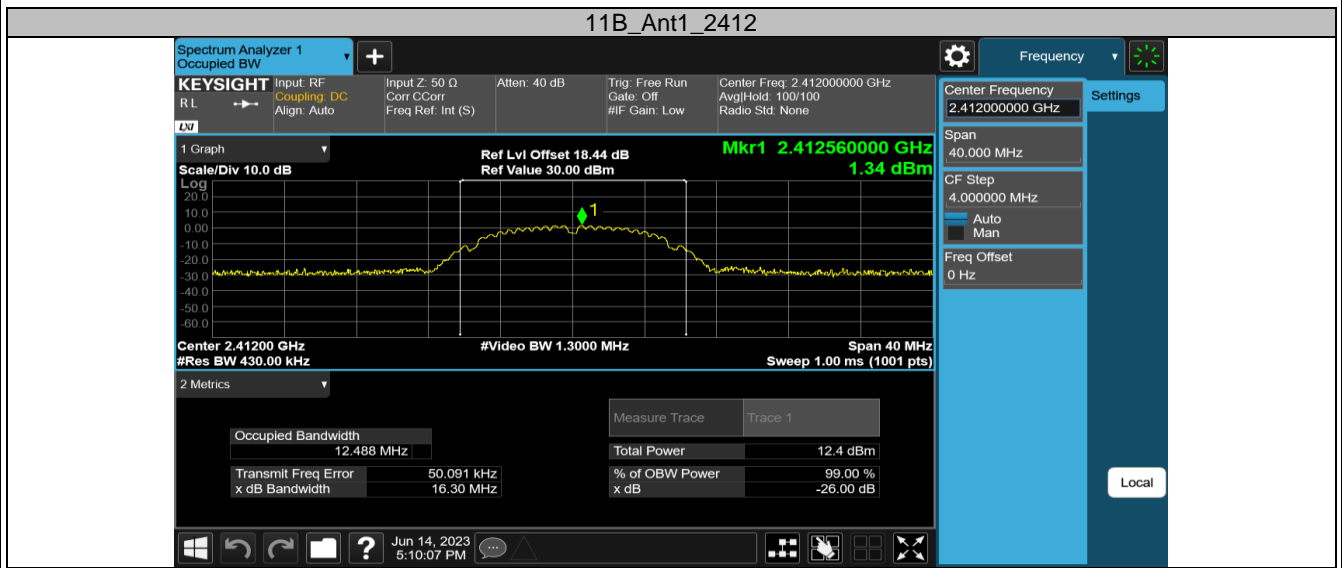 11B_Ant1_2412
Spectrum Analyzer 1
Occupied BW
+
Frequency
KEYSIGHT
R L
LXI
Input: RF
Coupling: DC
Align: Auto
Input Z: 50 Ω
Corr CCorr
Freq Ref: Int (S)
Atten: 40 dB
Trig: Free Run
Gate: Off
#IF Gain: Low
Center Freq: 2.412000000 GHz
Avg|Hold: 100/100
Radio Std: None
Center Frequency
2.412000000 GHz
Settings
Span
40.000 MHz
CF Step
4.000000 MHz
Auto
Man
Freq Offset
0 Hz
Local
1 Graph
Scale/Div 10.0 dB
Ref Lvl Offset 18.44 dB
Ref Value 30.00 dBm
Mkr1 2.412560000 GHz
1.34 dBm
Log
20.0
10.0
0.00
-10.0
-20.0
-30.0
-40.0
-50.0
-60.0
1
Center 2.41200 GHz
#Res BW 430.00 kHz
#Video BW 1.3000 MHz
Span 40 MHz
Sweep 1.00 ms (1001 pts)
2 Metrics
Measure Trace Trace 1
Occupied Bandwidth
12.488 MHz
Total Power 12.4 dBm
Transmit Freq Error 50.091 kHz
% of OBW Power 99.00 %
x dB Bandwidth 16.30 MHz
x dB -26.00 dB
?
Jun 14, 2023
5:10:07 PM